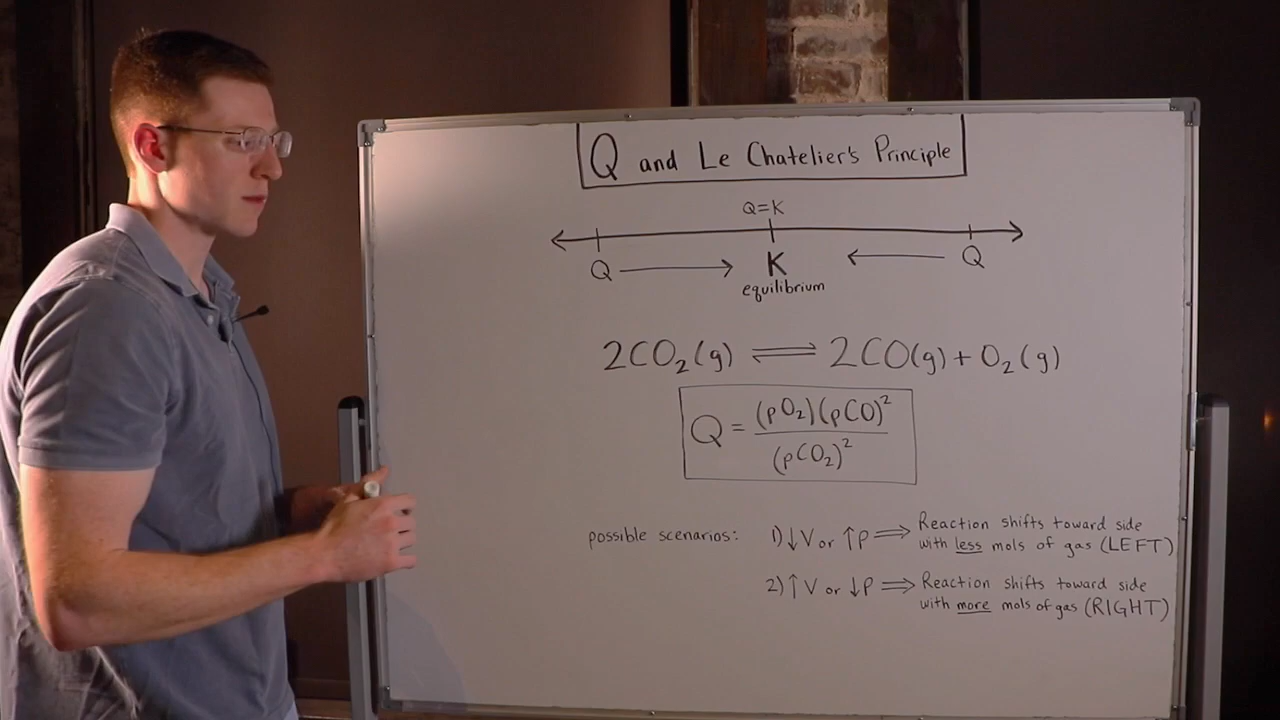 Q and Le Chatelier's Principle
Q=K
Q → K ← Q
equilibrium
2CO₂(g) ⇌ 2CO(g) + O₂(g)
Q = (pO₂)(pCO)² / (pCO₂)²
possible scenarios: 1) ↓V or ↑P ⟹ Reaction shifts toward side
with less mols of gas (LEFT)
2) ↑V or ↓P ⟹ Reaction shifts toward side
with more mols of gas (RIGHT)